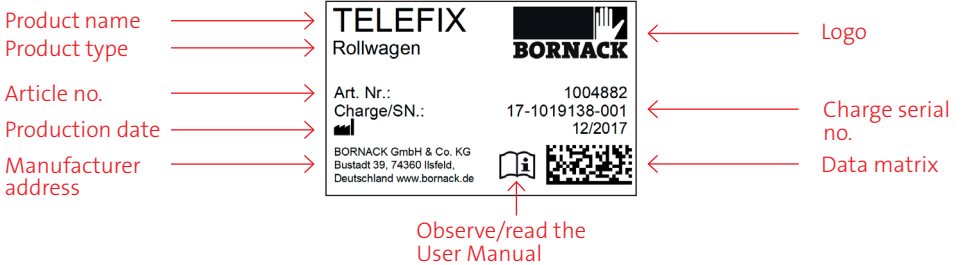 Product name
Product type
Article no.
Production date
Manufacturer
address
TELEFIX
Rollwagen
BORNACK
Art. Nr.: 1004882
Charge/SN.: 17-1019138-001
12/2017
BORNACK GmbH & Co. KG
Bustadt 39, 74360 Ilsfeld,
Deutschland www.bornack.de
Logo
Charge serial
no.
Data matrix
Observe/read the
User Manual